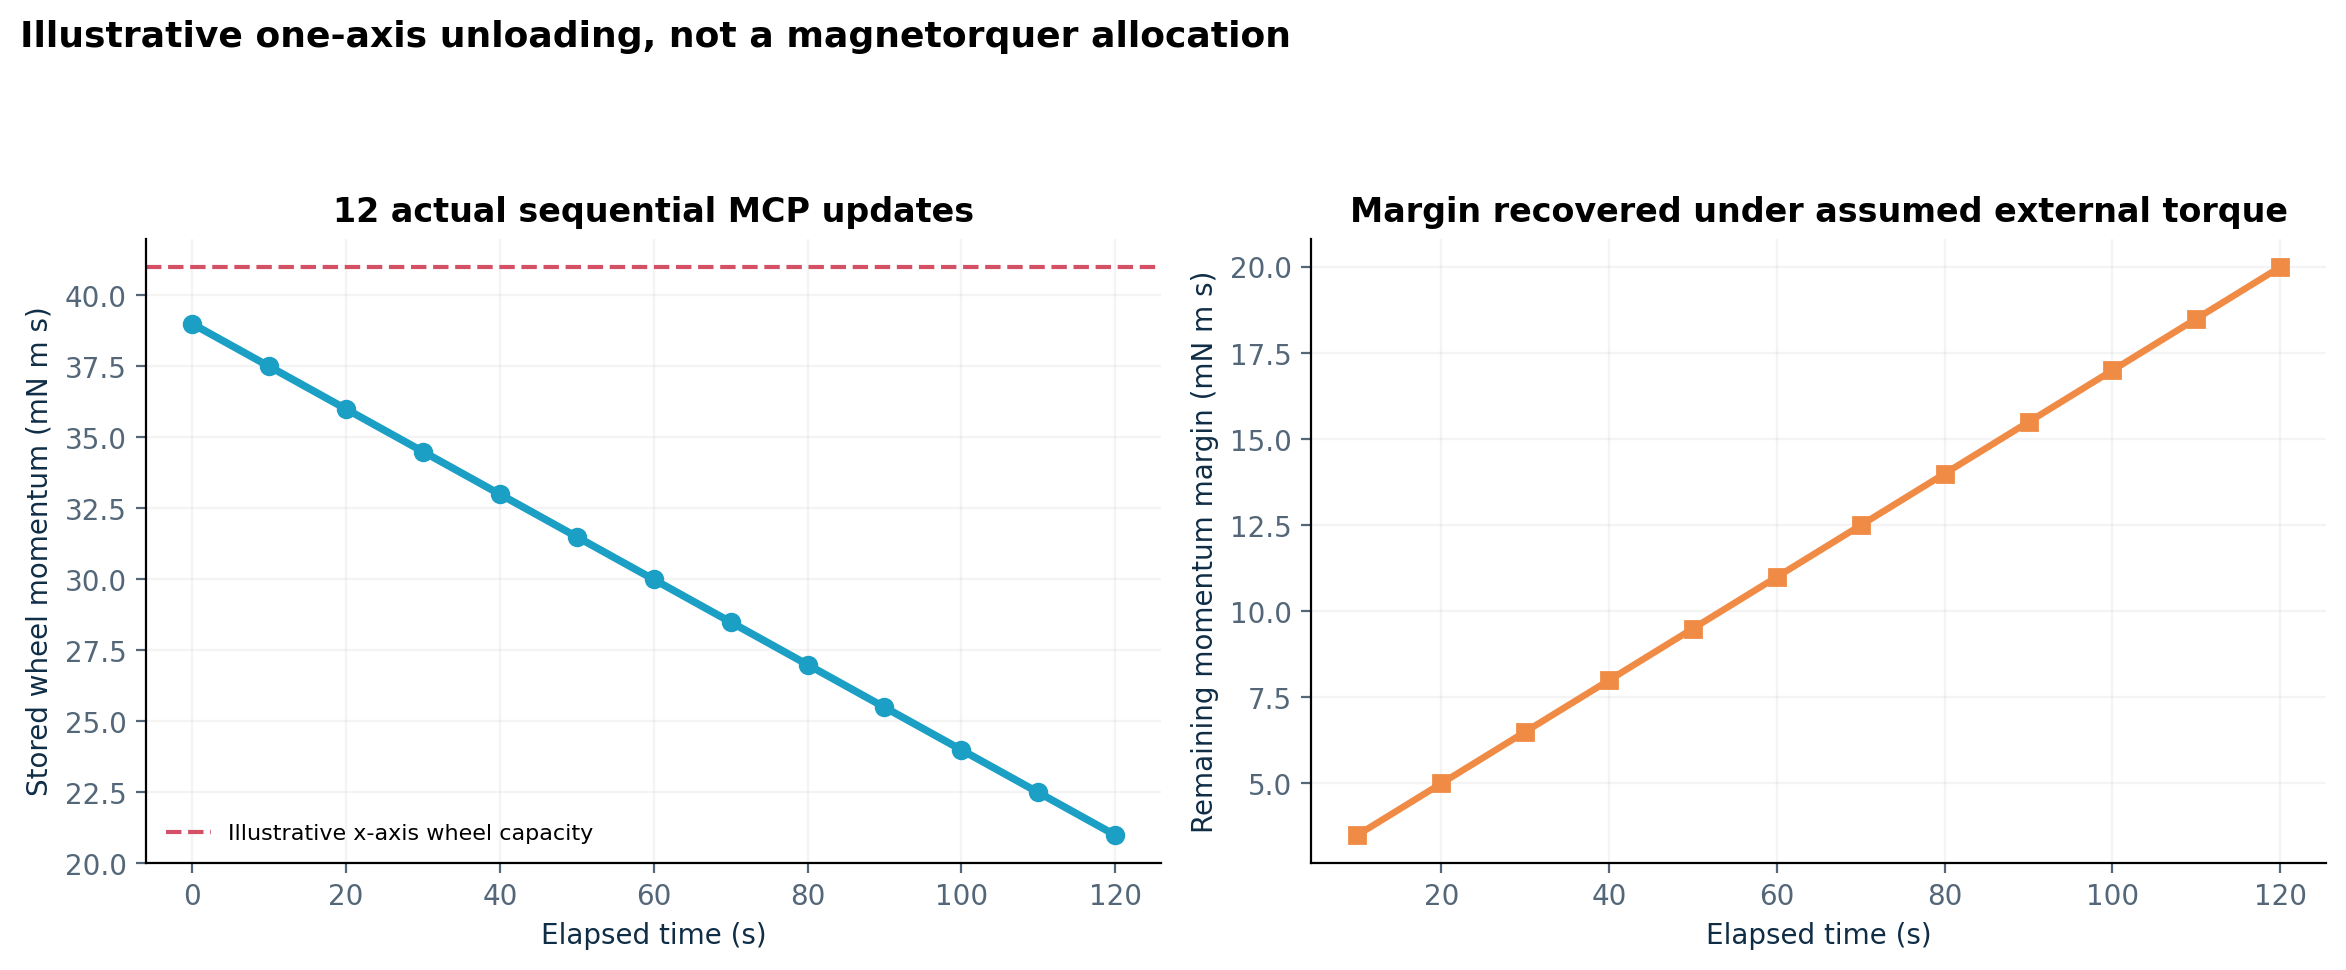 Illustrative one-axis unloading, not a magnetorquer allocation
12 actual sequential MCP updates
Stored wheel momentum (mN m s)
40.0
37.5
35.0
32.5
30.0
27.5
25.0
22.5
20.0
Illustrative x-axis wheel capacity
0 20 40 60 80 100 120
Elapsed time (s)
Margin recovered under assumed external torque
Remaining momentum margin (mN m s)
20.0
17.5
15.0
12.5
10.0
7.5
5.0
20 40 60 80 100 120
Elapsed time (s)